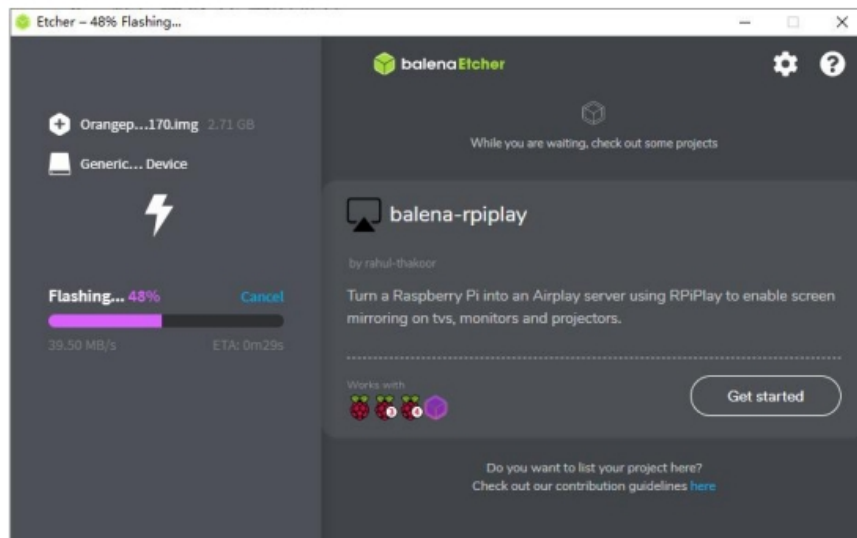 Etcher – 48% Flashing...
balenaEtcher
Orangep...170.img 2.71 GB
Generic... Device
Flashing... 48% Cancel
39.50 MB/s ETA: 0m29s
While you are waiting, check out some projects
balena-rpiplay
by rahul-thakoor
Turn a Raspberry Pi into an Airplay server using RPiPlay to enable screen
mirroring on tvs, monitors and projectors.
Works with
3 4
Get started
Do you want to list your project here?
Check out our contribution guidelines here